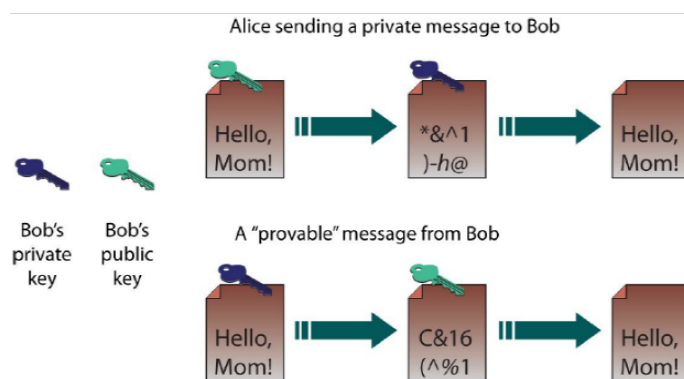 Alice sending a private message to Bob
Hello,
Mom!
*&^1
)-h@
Hello,
Mom!
Bob's
private
key
Bob's
public
key
A "provable" message from Bob
Hello,
Mom!
C&16
(^%1
Hello,
Mom!